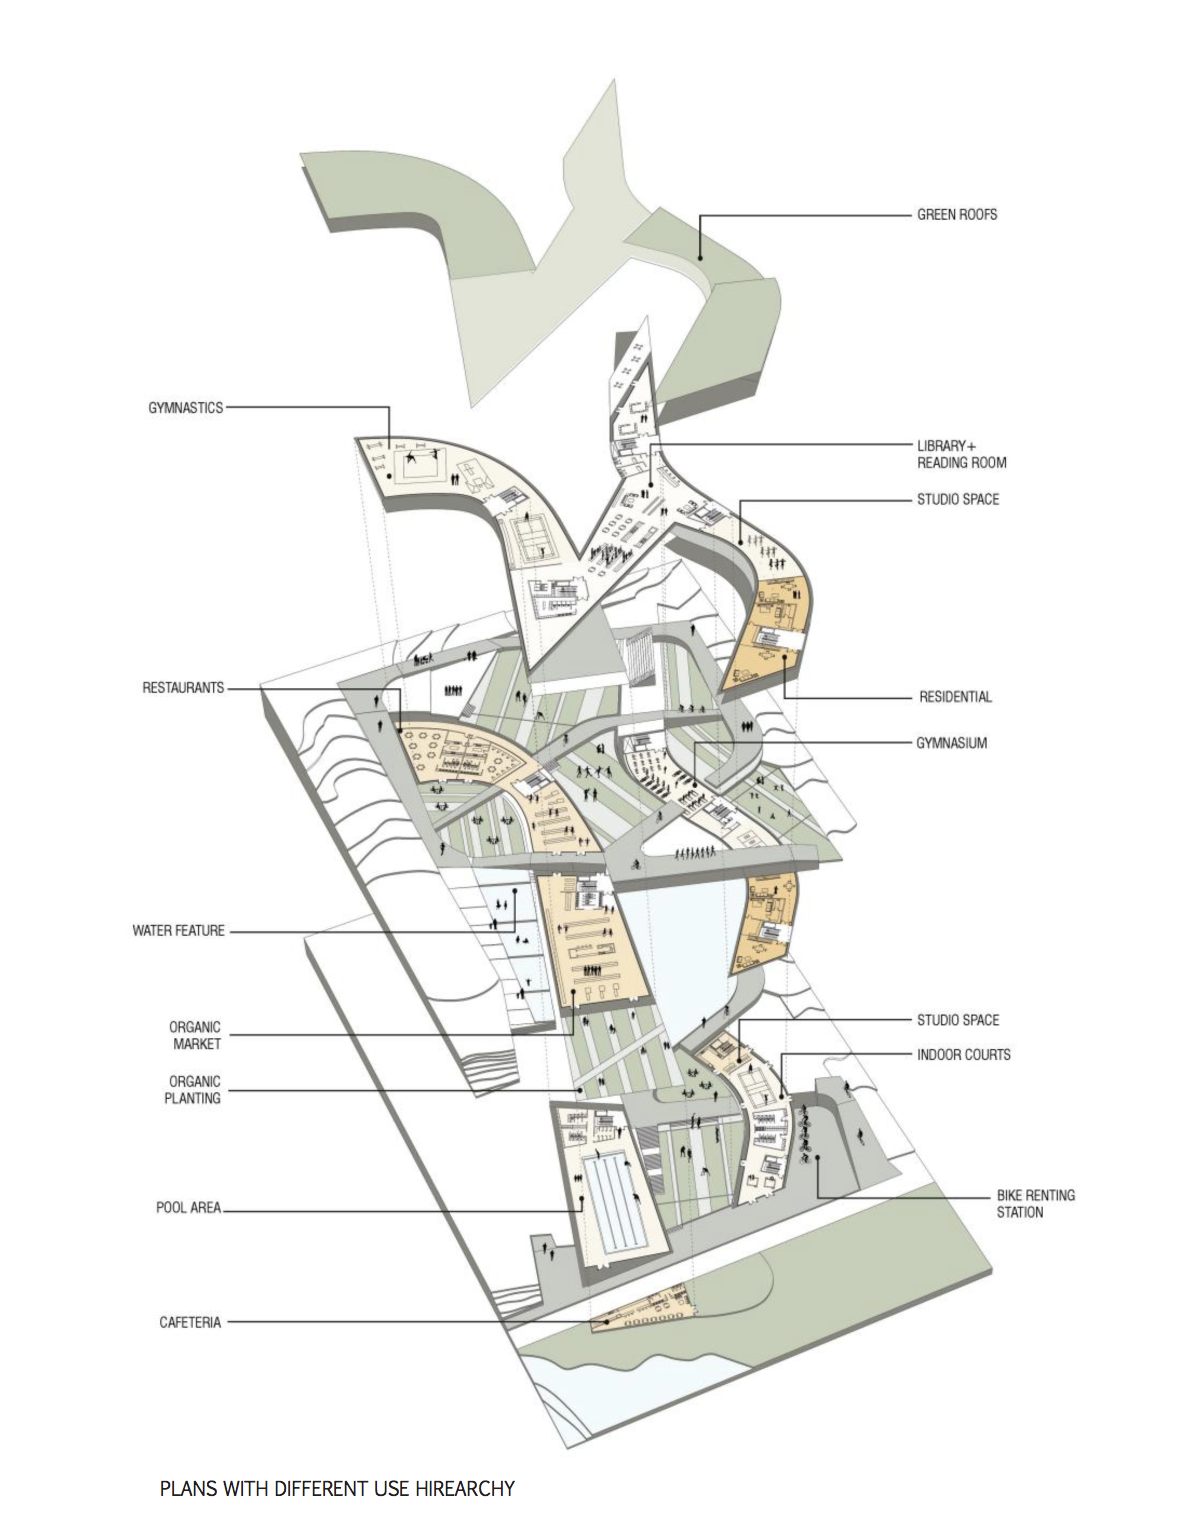 GREEN ROOFS
GYMNASTICS
LIBRARY+
READING ROOM
STUDIO SPACE
RESTAURANTS
RESIDENTIAL
GYMNASIUM
WATER FEATURE
ORGANIC
MARKET
STUDIO SPACE
INDOOR COURTS
ORGANIC
PLANTING
POOL AREA
BIKE RENTING
STATION
CAFETERIA
PLANS WITH DIFFERENT USE HIREARCHY